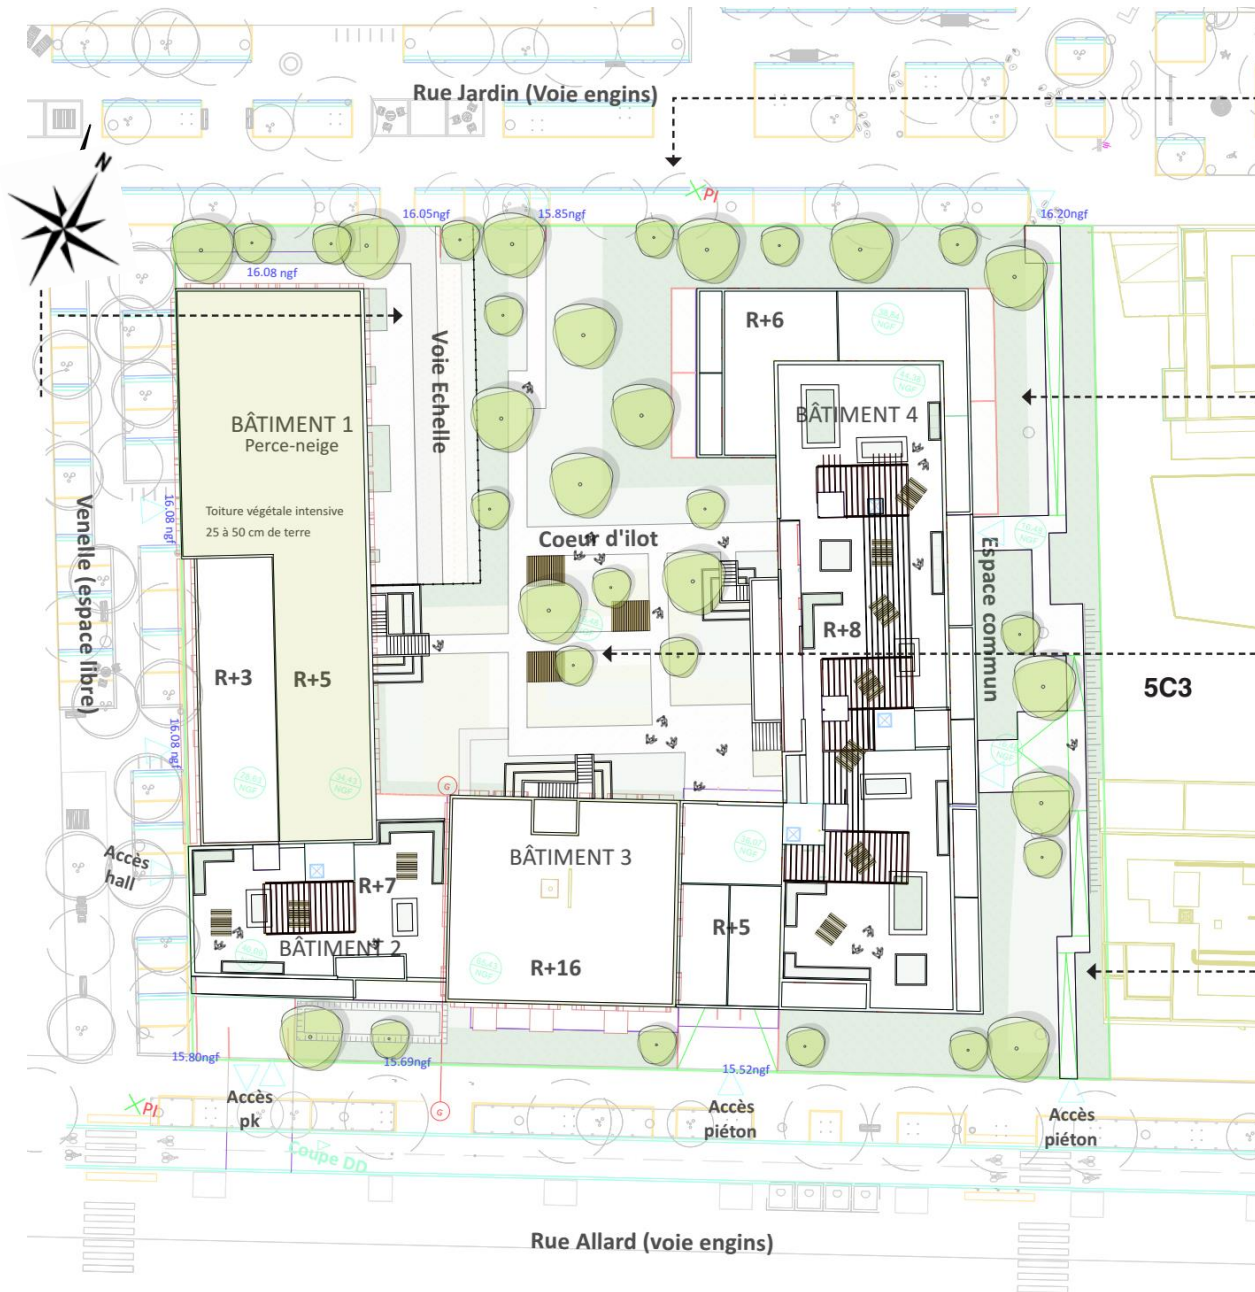 Rue Jardin (Voie engins)
N
PI
16.05ngf
15.85ngf
16.20ngf
16.08 ngf
R+6
Voie Echelle
BÂTIMENT 1
Perce-neige
BÂTIMENT 4
Toiture végétale intensive
25 à 50 cm de terre
16.08 ngf
Venelle (espace libre)
Coeur d'ilot
Espace commun
R+8
R+3
R+5
5C3
16.08 ngf
NGF
NGF
G
Accès
hall
BÂTIMENT 3
R+7
BÂTIMENT 2
R+16
R+5
15.80ngf
15.69ngf
15.52ngf
PI
Accès
pk
G
Accès
piéton
Accès
piéton
Coupe DD
Rue Allard (voie engins)